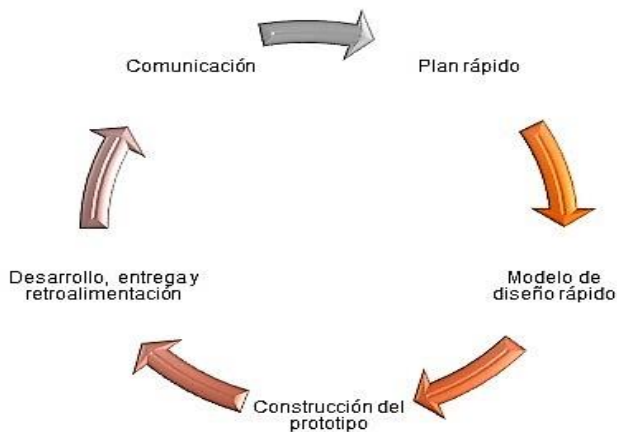 Comunicación
Plan rápido
Modelo de
diseño rápido
Construcción del
prototipo
Desarrollo, entrega y
retroalimentación